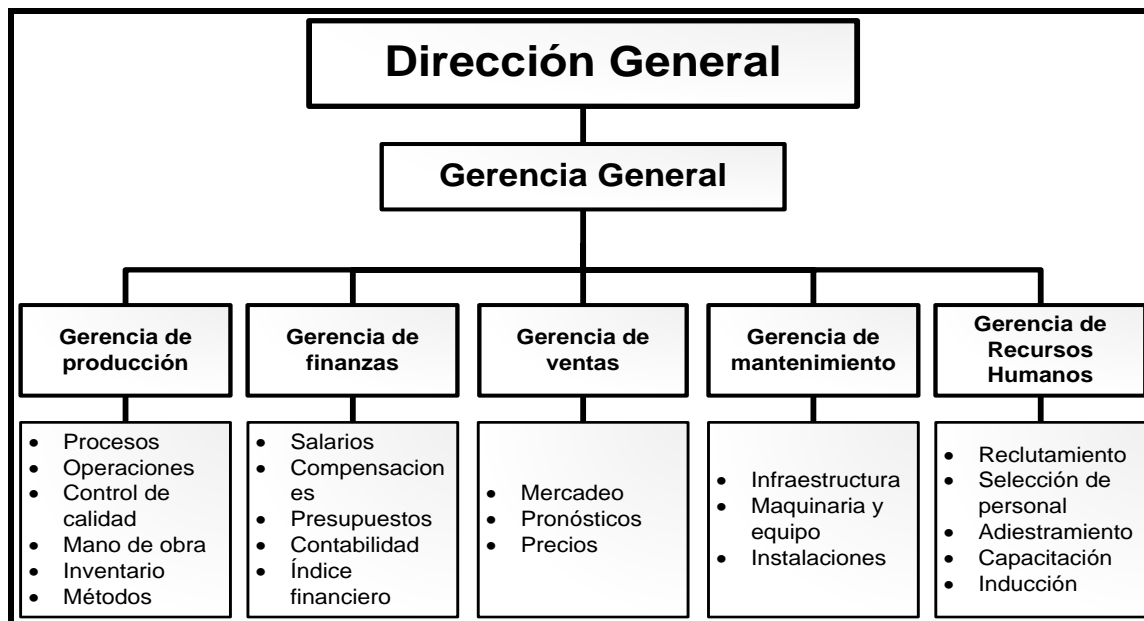 Dirección General
Gerencia General
Gerencia de
producción
Gerencia de
finanzas
Gerencia de
ventas
Gerencia de
mantenimiento
Gerencia de
Recursos
Humanos
• Procesos
• Operaciones
• Control de
calidad
• Mano de obra
• Inventario
• Métodos
• Salarios
• Compensacion
es
• Presupuestos
• Contabilidad
• Índice
financiero
• Mercadeo
• Pronósticos
• Precios
• Infraestructura
• Maquinaria y
equipo
• Instalaciones
• Reclutamiento
• Selección de
personal
• Adiestramiento
• Capacitación
• Inducción